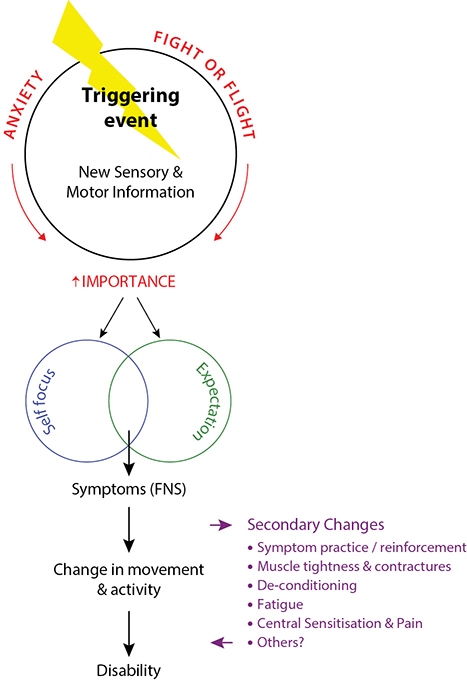 ANXIETY
FIGHT OR FLIGHT
Triggering
event
New Sensory &
Motor Information
↑IMPORTANCE
Self focus
Expectation
Symptoms (FNS)
Change in movement
& activity
Disability
Secondary Changes
• Symptom practice / reinforcement
• Muscle tightness & contractures
• De-conditioning
• Fatigue
• Central Sensitisation & Pain
• Others?